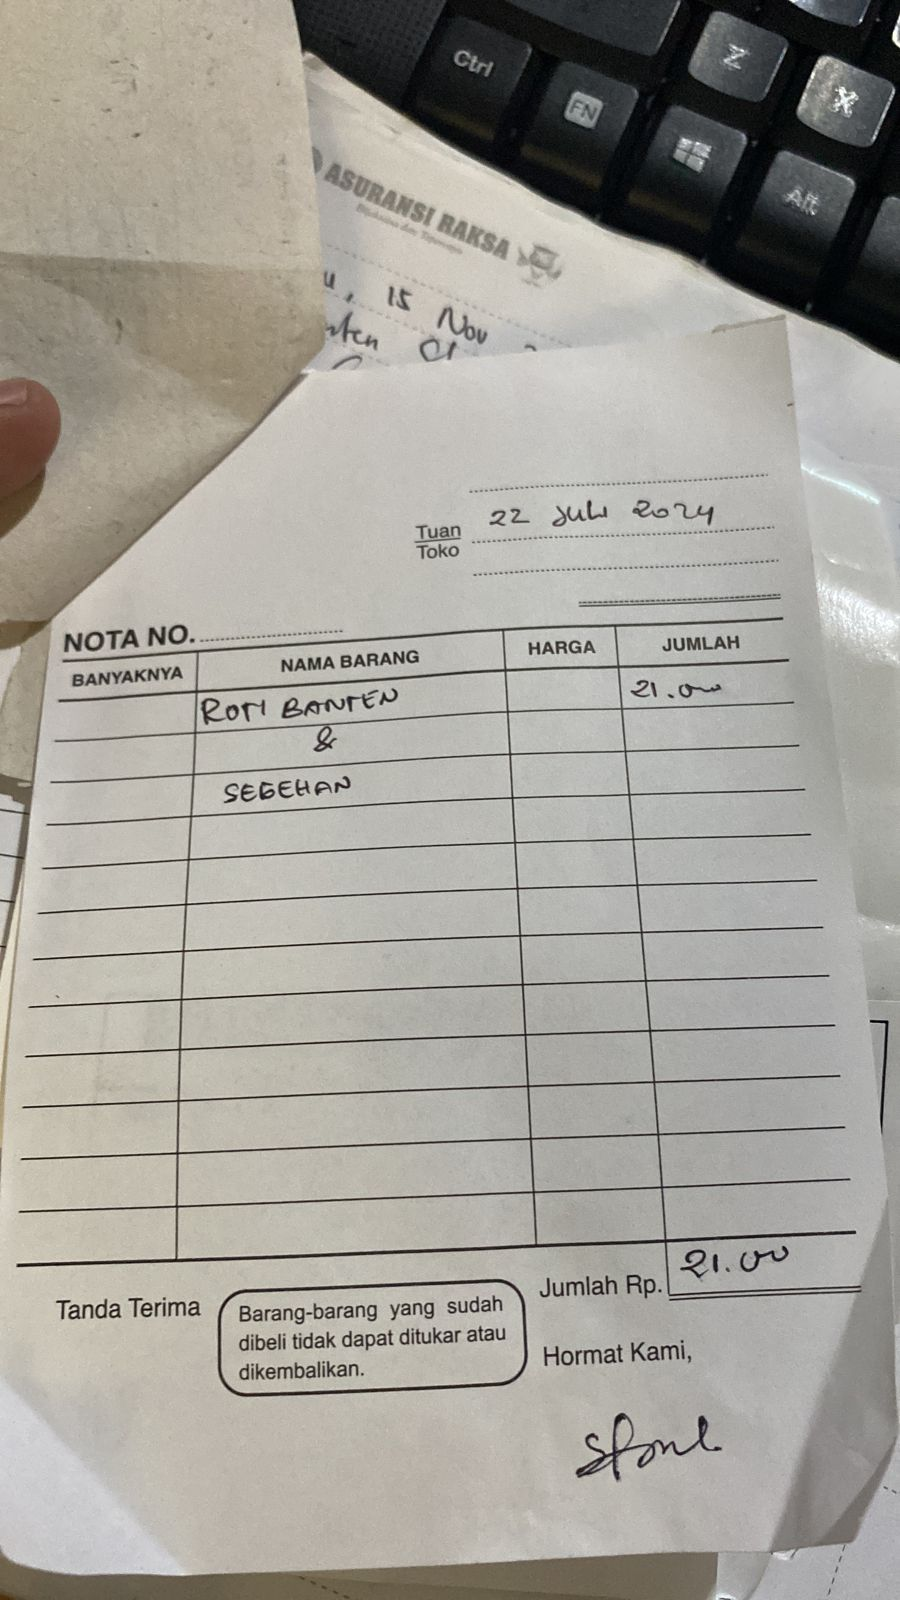 Ctrl
FN
Z
X
Alt
ASURANSI RAKSA
15 Nov
22 Juli 2024
Tuan
Toko
NOTA NO.
BANYAKNYA NAMA BARANG HARGA JUMLAH
ROTI BANTEN 21.000
&
SEGEHAN
Jumlah Rp. 21.00
Tanda Terima
Barang-barang yang sudah
dibeli tidak dapat ditukar atau
dikembalikan.
Hormat Kami,